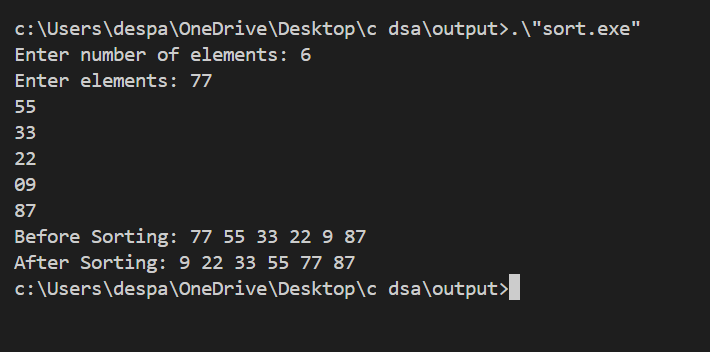 c:\Users\despa\OneDrive\Desktop\c dsa\output>.\"sort.exe"
Enter number of elements: 6
Enter elements: 77
55
33
22
09
87
Before Sorting: 77 55 33 22 9 87
After Sorting: 9 22 33 55 77 87
c:\Users\despa\OneDrive\Desktop\c dsa\output>